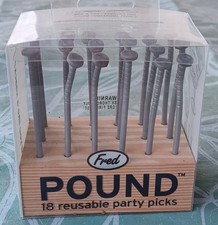 Fred
POUND™
18 reusable party picks